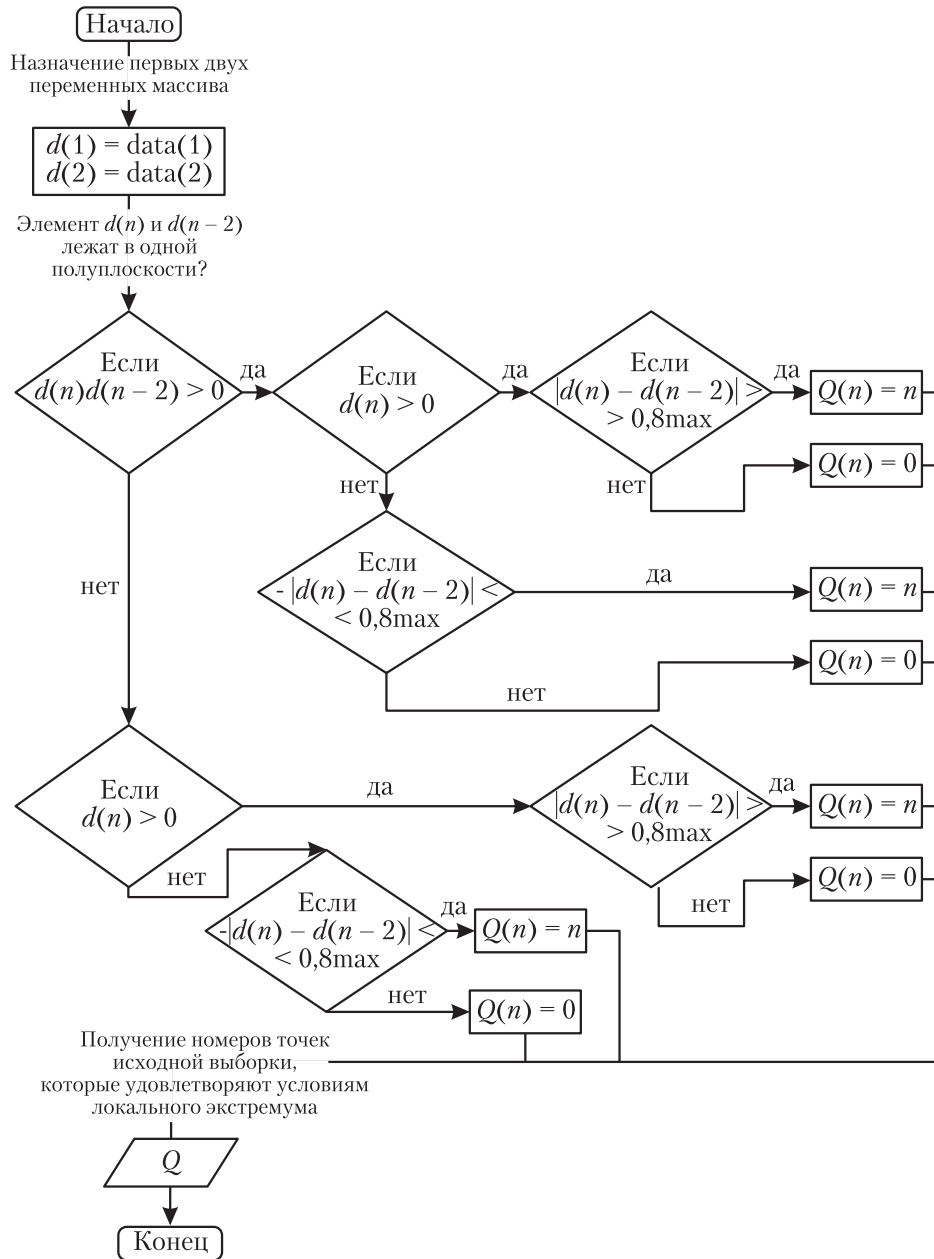 Начало
Назначение первых двух
переменных массива
d(1) = data(1)
d(2) = data(2)
Элемент d(n) и d(n – 2)
лежат в одной
полуплоскости?
Если
d(n)d(n – 2) > 0
да
Если
d(n) > 0
да
Если
|d(n) – d(n – 2)| >
> 0,8max
да
Q(n) = n
нет
Q(n) = 0
нет
Если
- |d(n) – d(n – 2)| <
< 0,8max
да
Q(n) = n
нет
Q(n) = 0
нет
Если
d(n) > 0
да
Если
|d(n) – d(n – 2)| >
> 0,8max
да
Q(n) = n
нет
Q(n) = 0
нет
Если
-|d(n) – d(n – 2)| <
< 0,8max
да
Q(n) = n
нет
Q(n) = 0
Получение номеров точек
исходной выборки,
которые удовлетворяют условиям
локального экстремума
Q
Конец